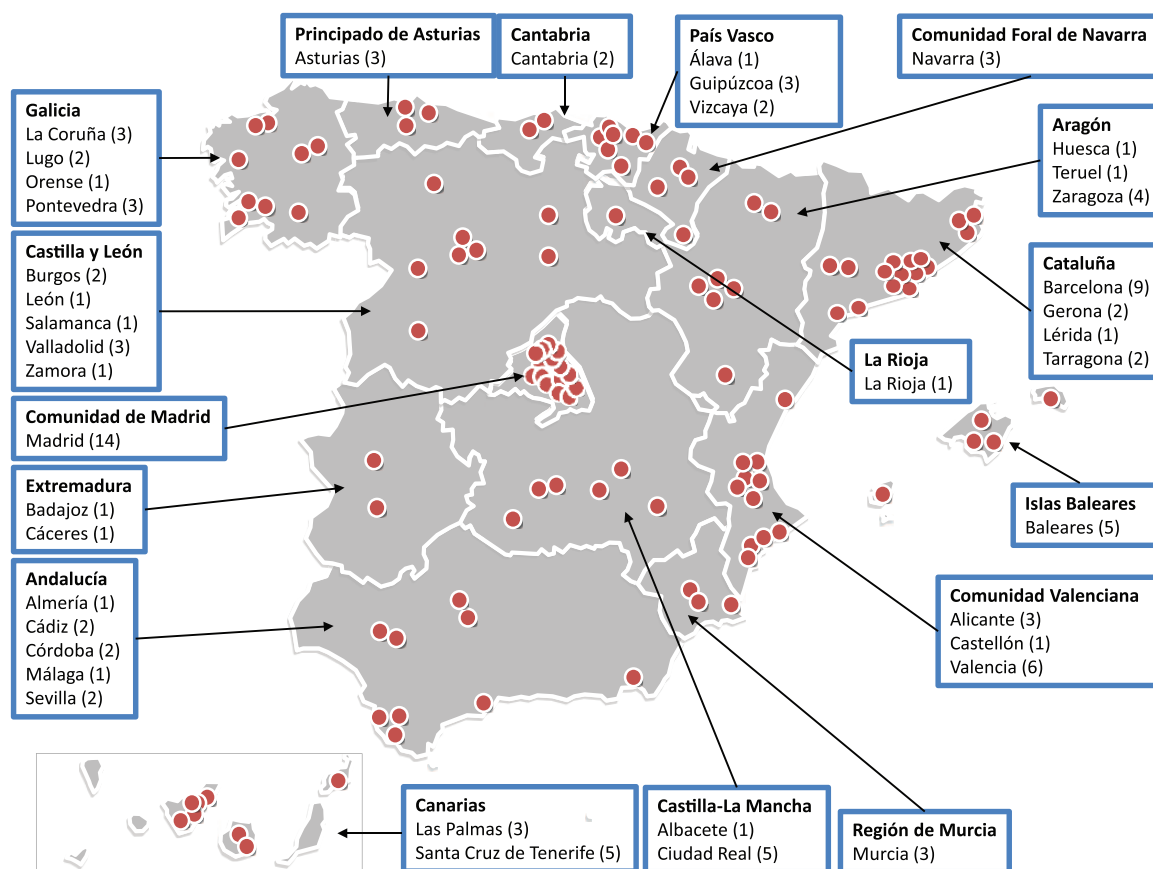 Principado de Asturias
Asturias (3)
Cantabria
Cantabria (2)
País Vasco
Álava (1)
Guipúzcoa (3)
Vizcaya (2)
Comunidad Foral de Navarra
Navarra (3)
Galicia
La Coruña (3)
Lugo (2)
Orense (1)
Pontevedra (3)
Aragón
Huesca (1)
Teruel (1)
Zaragoza (4)
Castilla y León
Burgos (2)
León (1)
Salamanca (1)
Valladolid (3)
Zamora (1)
Cataluña
Barcelona (9)
Gerona (2)
Lérida (1)
Tarragona (2)
La Rioja
La Rioja (1)
Comunidad de Madrid
Madrid (14)
Extremadura
Badajoz (1)
Cáceres (1)
Islas Baleares
Baleares (5)
Andalucía
Almería (1)
Cádiz (2)
Córdoba (2)
Málaga (1)
Sevilla (2)
Comunidad Valenciana
Alicante (3)
Castellón (1)
Valencia (6)
Canarias
Las Palmas (3)
Santa Cruz de Tenerife (5)
Castilla-La Mancha
Albacete (1)
Ciudad Real (5)
Región de Murcia
Murcia (3)